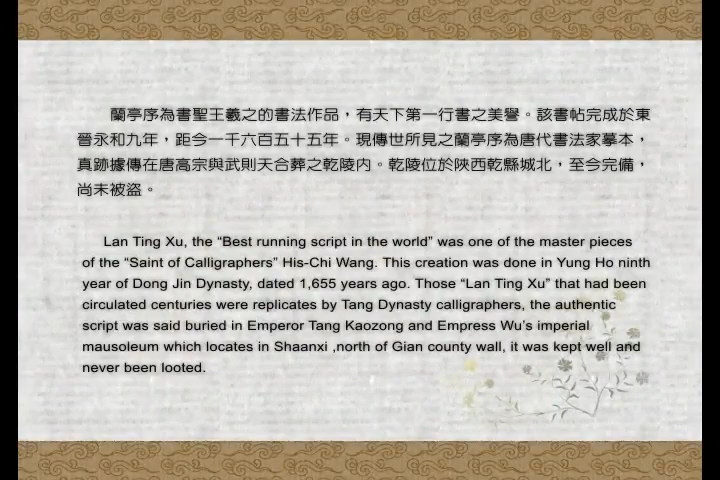 蘭亭序為書聖王羲之的書法作品，有天下第一行書之美譽。該書帖完成於東
晉永和九年，距今一千六百五十五年。現傳世所見之蘭亭序為唐代書法家摹本，
真跡據傳在唐高宗與武則天合葬之乾陵內。乾陵位於陝西乾縣城北，至今完備，
尚未被盜。
Lan Ting Xu, the “Best running script in the world” was one of the master pieces
of the “Saint of Calligraphers” His-Chi Wang. This creation was done in Yung Ho ninth
year of Dong Jin Dynasty, dated 1,655 years ago. Those “Lan Ting Xu” that had been
circulated centuries were replicates by Tang Dynasty calligraphers, the authentic
script was said buried in Emperor Tang Kaozong and Empress Wu’s imperial
mausoleum which locates in Shaanxi ,north of Gian county wall, it was kept well and
never been looted.